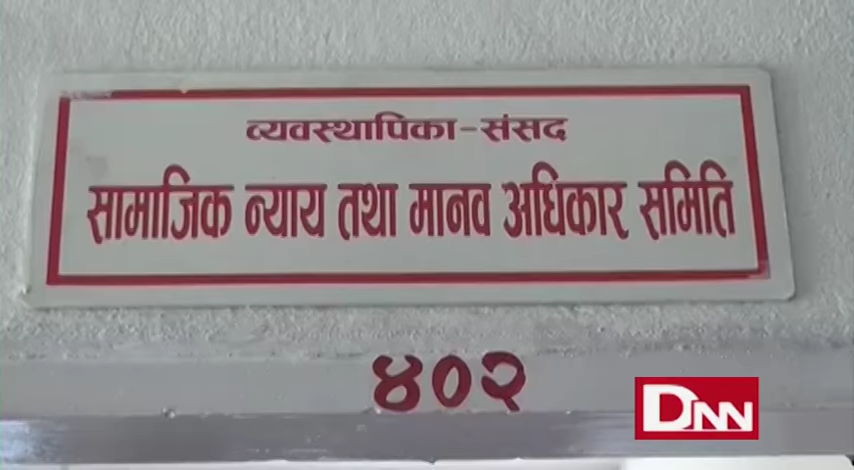 व्यवस्थापिका-संसद
सामाजिक न्याय तथा मानव अधिकार समिति
४०२
DNN